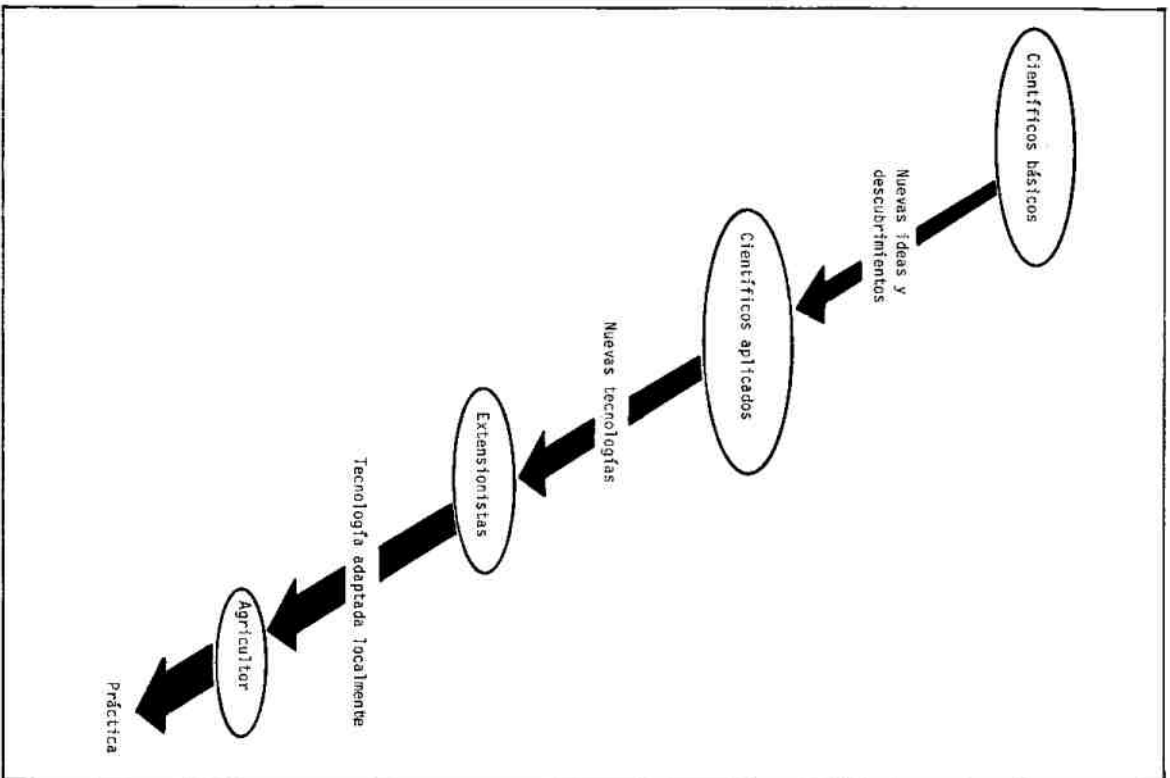 Científicos básicos
Nuevas ideas y
descubrimientos
Científicos aplicados
Nuevas tecnologías
Extensionistas
Tecnología adaptada localmente
Agricultor
Práctica